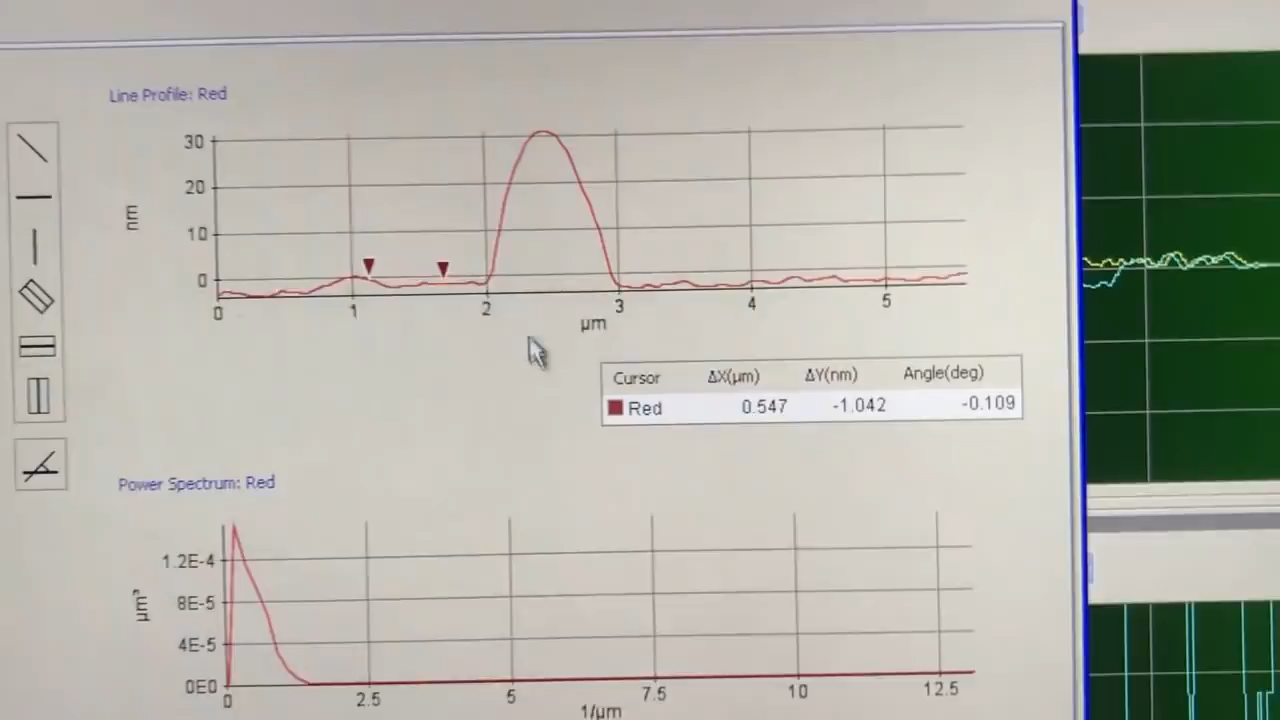 Line Profile: Red
30
20
10
0
nm
0 1 2 3 4 5
µm
Cursor ΔX(µm) ΔY(nm) Angle(deg)
Red 0.547 -1.042 -0.109
Power Spectrum: Red
1.2E-4
8E-5
4E-5
0E0
0 2.5 5 7.5 10 12.5
1/µm